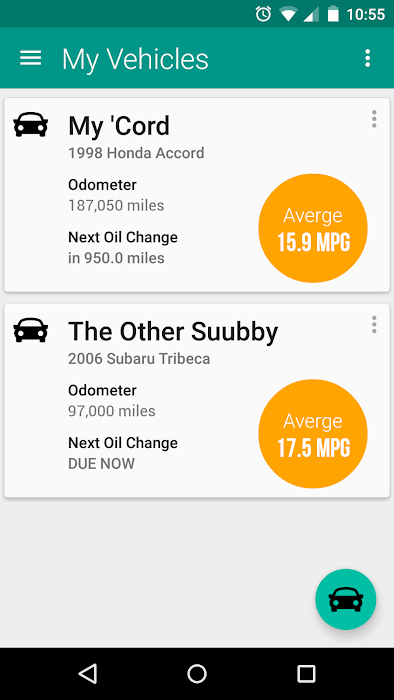 10:55
My Vehicles
My 'Cord
1998 Honda Accord
Odometer
187,050 miles
Next Oil Change
in 950.0 miles
Averge
15.9 MPG
The Other Suubby
2006 Subaru Tribeca
Odometer
97,000 miles
Next Oil Change
DUE NOW
Averge
17.5 MPG